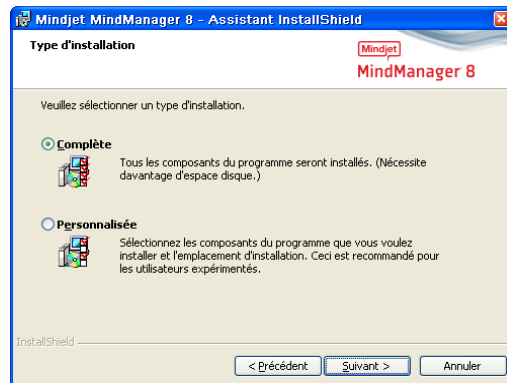 Mindjet MindManager 8 - Assistant InstallShield
Type d'installation
Mindjet
MindManager 8
Veuillez sélectionner un type d'installation.
Complète
Tous les composants du programme seront installés. (Nécessite
davantage d'espace disque.)
Personnalisée
Sélectionnez les composants du programme que vous voulez
installer et l'emplacement d'installation. Ceci est recommandé pour
les utilisateurs expérimentés.
InstallShield
< Précédent
Suivant >
Annuler